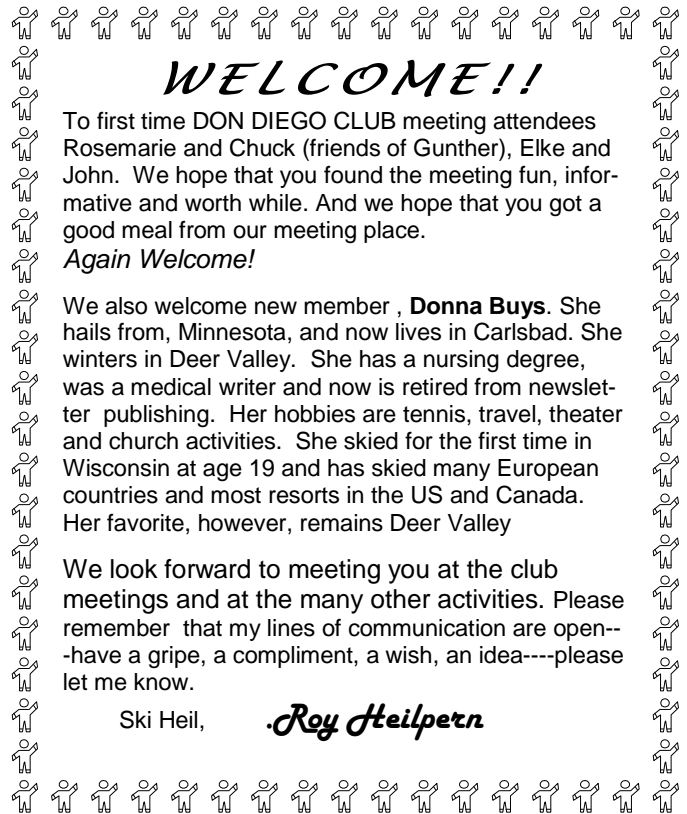 WELCOME!!
To first time DON DIEGO CLUB meeting attendees
Rosemarie and Chuck (friends of Gunther), Elke and
John.  We hope that you found the meeting fun, infor-
mative and worth while. And we hope that you got a
good meal from our meeting place.
Again Welcome!
We also welcome new member , Donna Buys. She
hails from, Minnesota, and now lives in Carlsbad. She
winters in Deer Valley.  She has a nursing degree,
was a medical writer and now is retired from newslet-
ter  publishing.  Her hobbies are tennis, travel, theater
and church activities.  She skied for the first time in
Wisconsin at age 19 and has skied many European
countries and most resorts in the US and Canada.
Her favorite, however, remains Deer Valley
We look forward to meeting you at the club
meetings and at the many other activities. Please
remember  that my lines of communication are open--
-have a gripe, a compliment, a wish, an idea----please
let me know.
Ski Heil, .Roy Heilpern